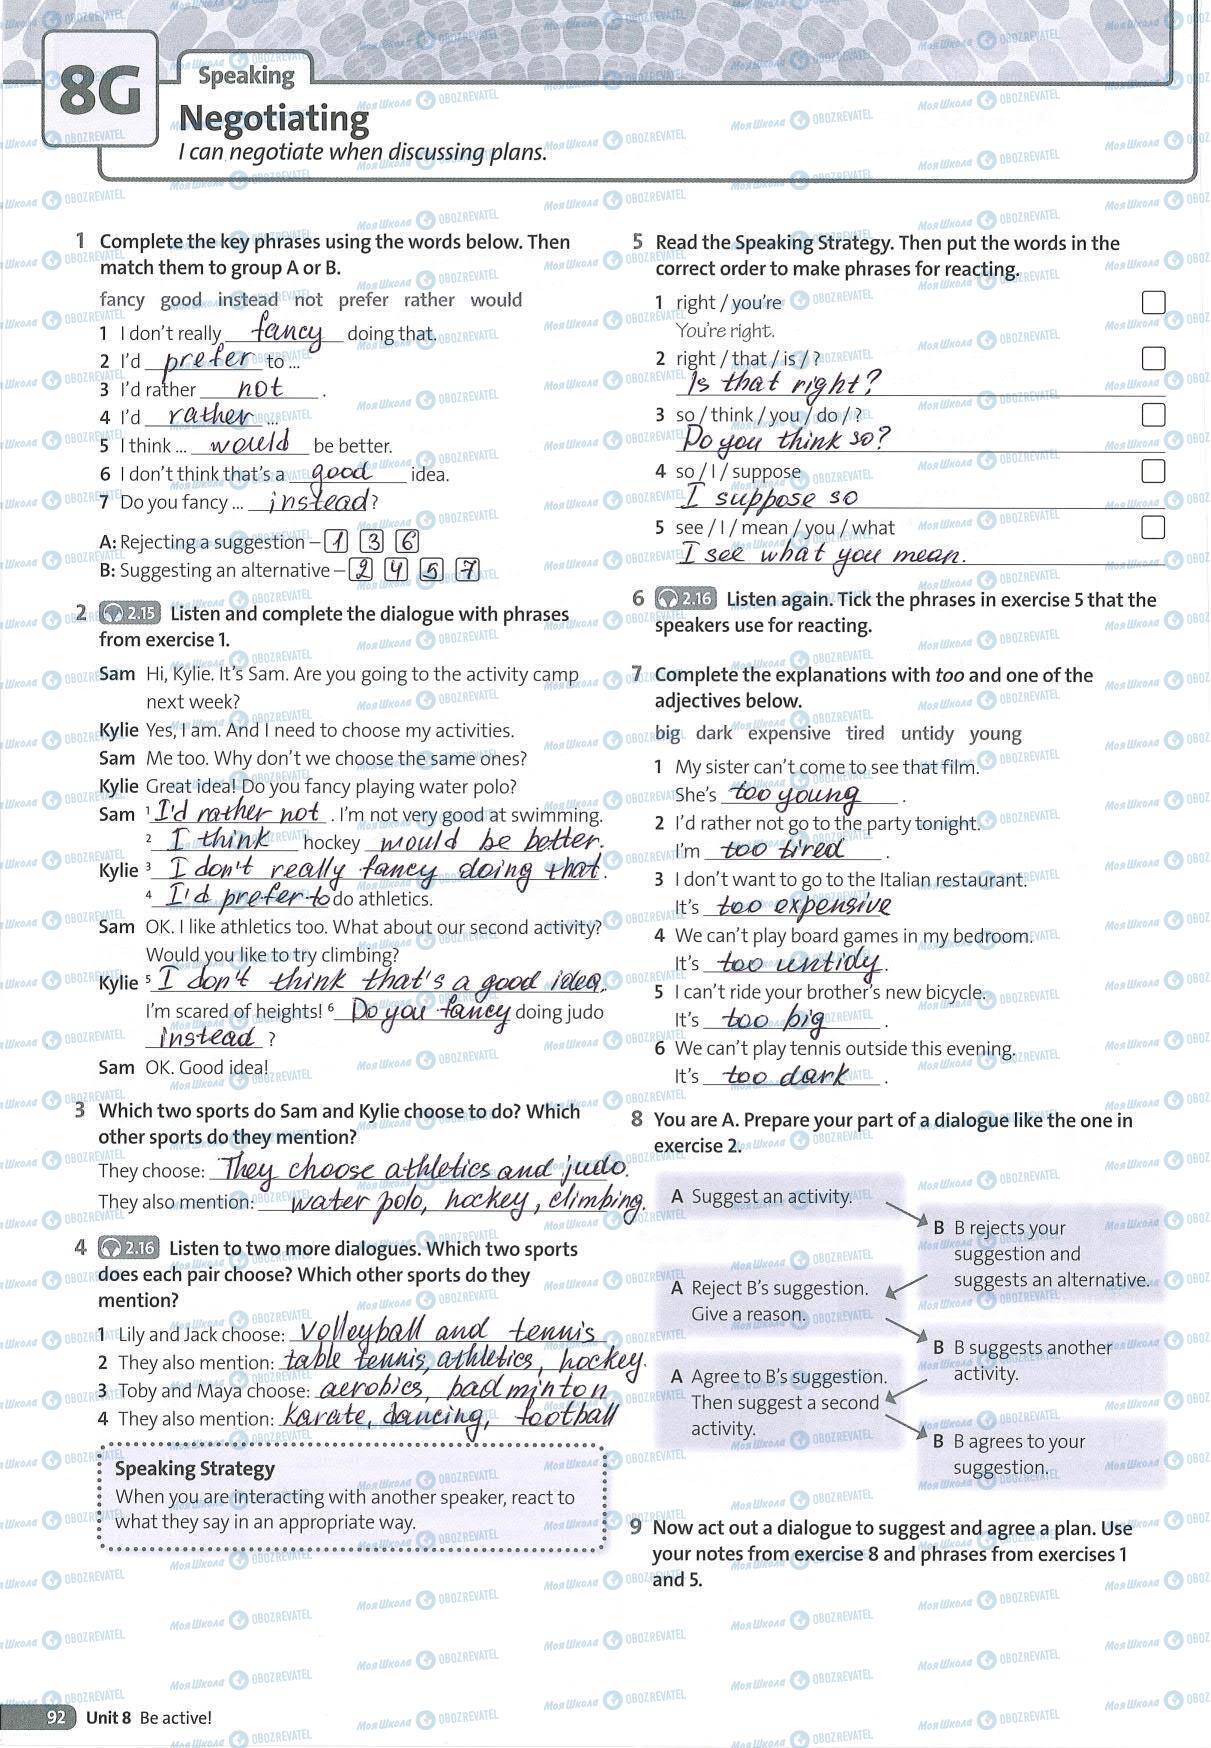 8G
Speaking
Negotiating
I can negotiate when discussing plans.
1 Complete the key phrases using the words below. Then
match them to group A or B.
fancy good instead not prefer rather would
1 I don't really fancy doing that.
2 I'd prefer to ...
3 I'd rather not .
4 I'd rather ...
5 I think ... would be better.
6 I don't think that's a good idea.
7 Do you fancy ... instead?
A: Rejecting a suggestion – 1 3 6
B: Suggesting an alternative – 2 4 5 7
2 2.15 Listen and complete the dialogue with phrases
from exercise 1.
Sam Hi, Kylie. It's Sam. Are you going to the activity camp
next week?
Kylie Yes, I am. And I need to choose my activities.
Sam Me too. Why don't we choose the same ones?
Kylie Great idea! Do you fancy playing water polo?
Sam 1 I'd rather not . I'm not very good at swimming.
2 I think hockey would be better.
Kylie 3 I don't really fancy doing that.
4 I'd prefer to do athletics.
Sam OK. I like athletics too. What about our second activity?
Would you like to try climbing?
Kylie 5 I don't think that's a good idea.
I'm scared of heights! 6 Do you fancy doing judo
instead ?
Sam OK. Good idea!
3 Which two sports do Sam and Kylie choose to do? Which
other sports do they mention?
They choose: They choose athletics and judo.
They also mention: water polo, hockey, climbing.
4 2.16 Listen to two more dialogues. Which two sports
does each pair choose? Which other sports do they
mention?
1 Lily and Jack choose: volleyball and tennis
2 They also mention: table tennis, athletics, hockey.
3 Toby and Maya choose: aerobics, badminton
4 They also mention: karate, dancing, football
Speaking Strategy
When you are interacting with another speaker, react to
what they say in an appropriate way.
5 Read the Speaking Strategy. Then put the words in the
correct order to make phrases for reacting.
1 right / you're
You're right.
2 right / that / is / ?
Is that right?
3 so / think / you / do / ?
Do you think so?
4 so / I / suppose
I suppose so
5 see / I / mean / you / what
I see what you mean.
6 2.16 Listen again. Tick the phrases in exercise 5 that the
speakers use for reacting.
7 Complete the explanations with too and one of the
adjectives below.
big dark expensive tired untidy young
1 My sister can't come to see that film.
She's too young .
2 I'd rather not go to the party tonight.
I'm too tired .
3 I don't want to go to the Italian restaurant.
It's too expensive
4 We can't play board games in my bedroom.
It's too untidy.
5 I can't ride your brother's new bicycle.
It's too big .
6 We can't play tennis outside this evening.
It's too dark .
8 You are A. Prepare your part of a dialogue like the one in
exercise 2.
A Suggest an activity.
B B rejects your
suggestion and
suggests an alternative.
A Reject B's suggestion.
Give a reason.
B B suggests another
activity.
A Agree to B's suggestion.
Then suggest a second
activity.
B B agrees to your
suggestion.
9 Now act out a dialogue to suggest and agree a plan. Use
your notes from exercise 8 and phrases from exercises 1
and 5.
92 Unit 8 Be active!
Моя Школа OBOZREVATEL